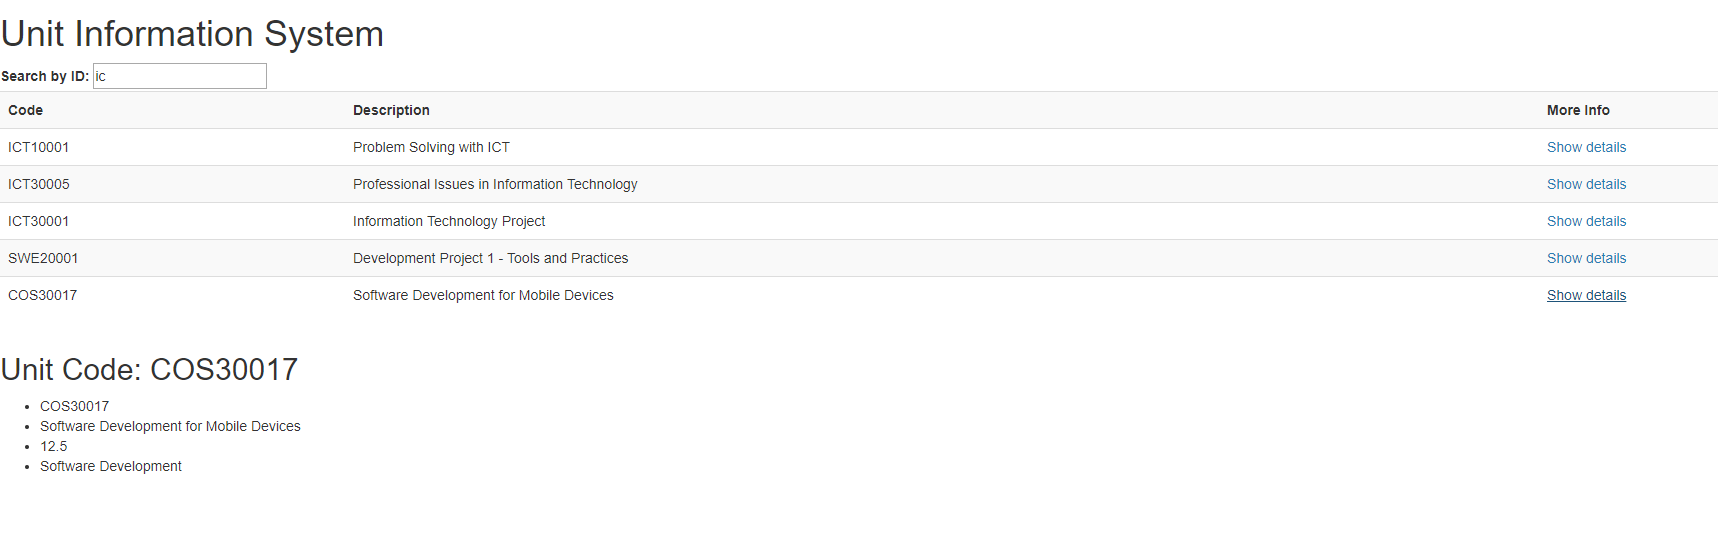 Unit Information System
Search by ID: ic
Code Description More Info
ICT10001 Problem Solving with ICT Show details
ICT30005 Professional Issues in Information Technology Show details
ICT30001 Information Technology Project Show details
SWE20001 Development Project 1 - Tools and Practices Show details
COS30017 Software Development for Mobile Devices Show details
Unit Code: COS30017
• COS30017
• Software Development for Mobile Devices
• 12.5
• Software Development